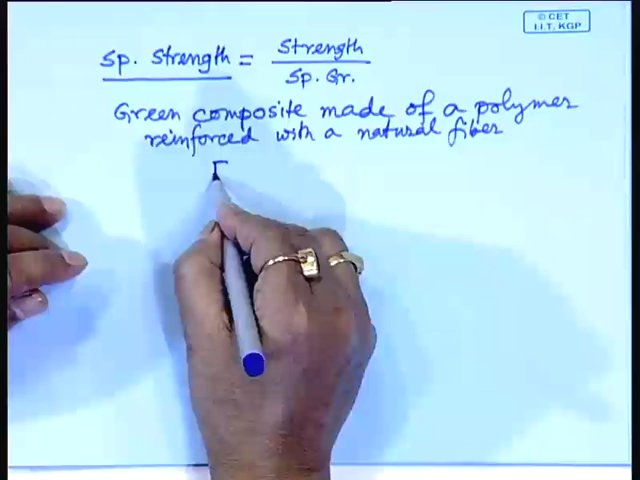 © CET
I.I.T. KGP
Sp. Strength = Strength / Sp. Gr.
Green composite made of a polymer
reinforced with a natural fiber